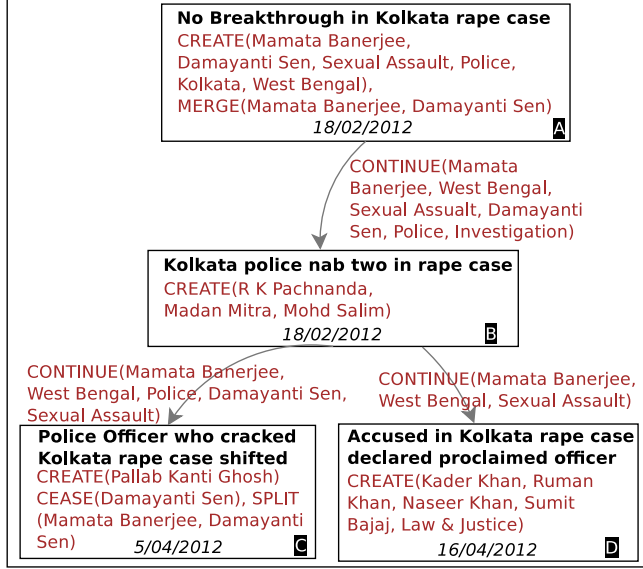 No Breakthrough in Kolkata rape case
CREATE(Mamata Banerjee,
Damayanti Sen, Sexual Assault, Police,
Kolkata, West Bengal),
MERGE(Mamata Banerjee, Damayanti Sen)
18/02/2012
A
CONTINUE(Mamata
Banerjee, West Bengal,
Sexual Assualt, Damayanti
Sen, Police, Investigation)
Kolkata police nab two in rape case
CREATE(R K Pachnanda,
Madan Mitra, Mohd Salim)
18/02/2012
B
CONTINUE(Mamata Banerjee,
West Bengal, Police, Damayanti Sen,
Sexual Assault)
CONTINUE(Mamata Banerjee,
West Bengal, Sexual Assault)
Police Officer who cracked
Kolkata rape case shifted
CREATE(Pallab Kanti Ghosh)
CEASE(Damayanti Sen), SPLIT
(Mamata Banerjee, Damayanti
Sen)
5/04/2012
C
Accused in Kolkata rape case
declared proclaimed officer
CREATE(Kader Khan, Ruman
Khan, Naseer Khan, Sumit
Bajaj, Law & Justice)
16/04/2012
D